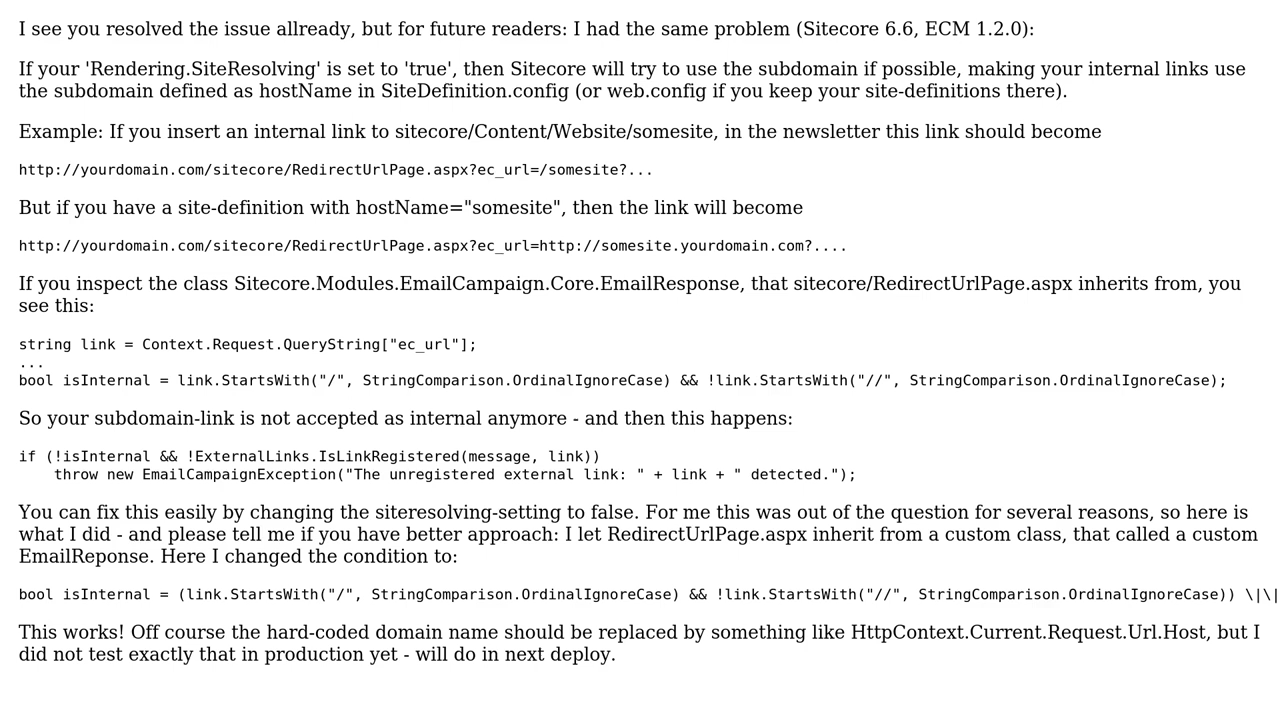 I see you resolved the issue allready, but for future readers: I had the same problem (Sitecore 6.6, ECM 1.2.0):
If your 'Rendering.SiteResolving' is set to 'true', then Sitecore will try to use the subdomain if possible, making your internal links use
the subdomain defined as hostName in SiteDefinition.config (or web.config if you keep your site-definitions there).
Example: If you insert an internal link to sitecore/Content/Website/somesite, in the newsletter this link should become
http://yourdomain.com/sitecore/RedirectUrlPage.aspx?ec_url=/somesite?...
But if you have a site-definition with hostName="somesite", then the link will become
http://yourdomain.com/sitecore/RedirectUrlPage.aspx?ec_url=http://somesite.yourdomain.com?....
If you inspect the class Sitecore.Modules.EmailCampaign.Core.EmailResponse, that sitecore/RedirectUrlPage.aspx inherits from, you
see this:
string link = Context.Request.QueryString["ec_url"];
...
bool isInternal = link.StartsWith("/", StringComparison.OrdinalIgnoreCase) && !link.StartsWith("//", StringComparison.OrdinalIgnoreCase);
So your subdomain-link is not accepted as internal anymore - and then this happens:
if (!isInternal && !ExternalLinks.IsLinkRegistered(message, link))
    throw new EmailCampaignException("The unregistered external link: " + link + " detected.");
You can fix this easily by changing the siteresolving-setting to false. For me this was out of the question for several reasons, so here is
what I did - and please tell me if you have better approach: I let RedirectUrlPage.aspx inherit from a custom class, that called a custom
EmailReponse. Here I changed the condition to:
bool isInternal = (link.StartsWith("/", StringComparison.OrdinalIgnoreCase) && !link.StartsWith("//", StringComparison.OrdinalIgnoreCase)) \|\|
This works! Off course the hard-coded domain name should be replaced by something like HttpContext.Current.Request.Url.Host, but I
did not test exactly that in production yet - will do in next deploy.